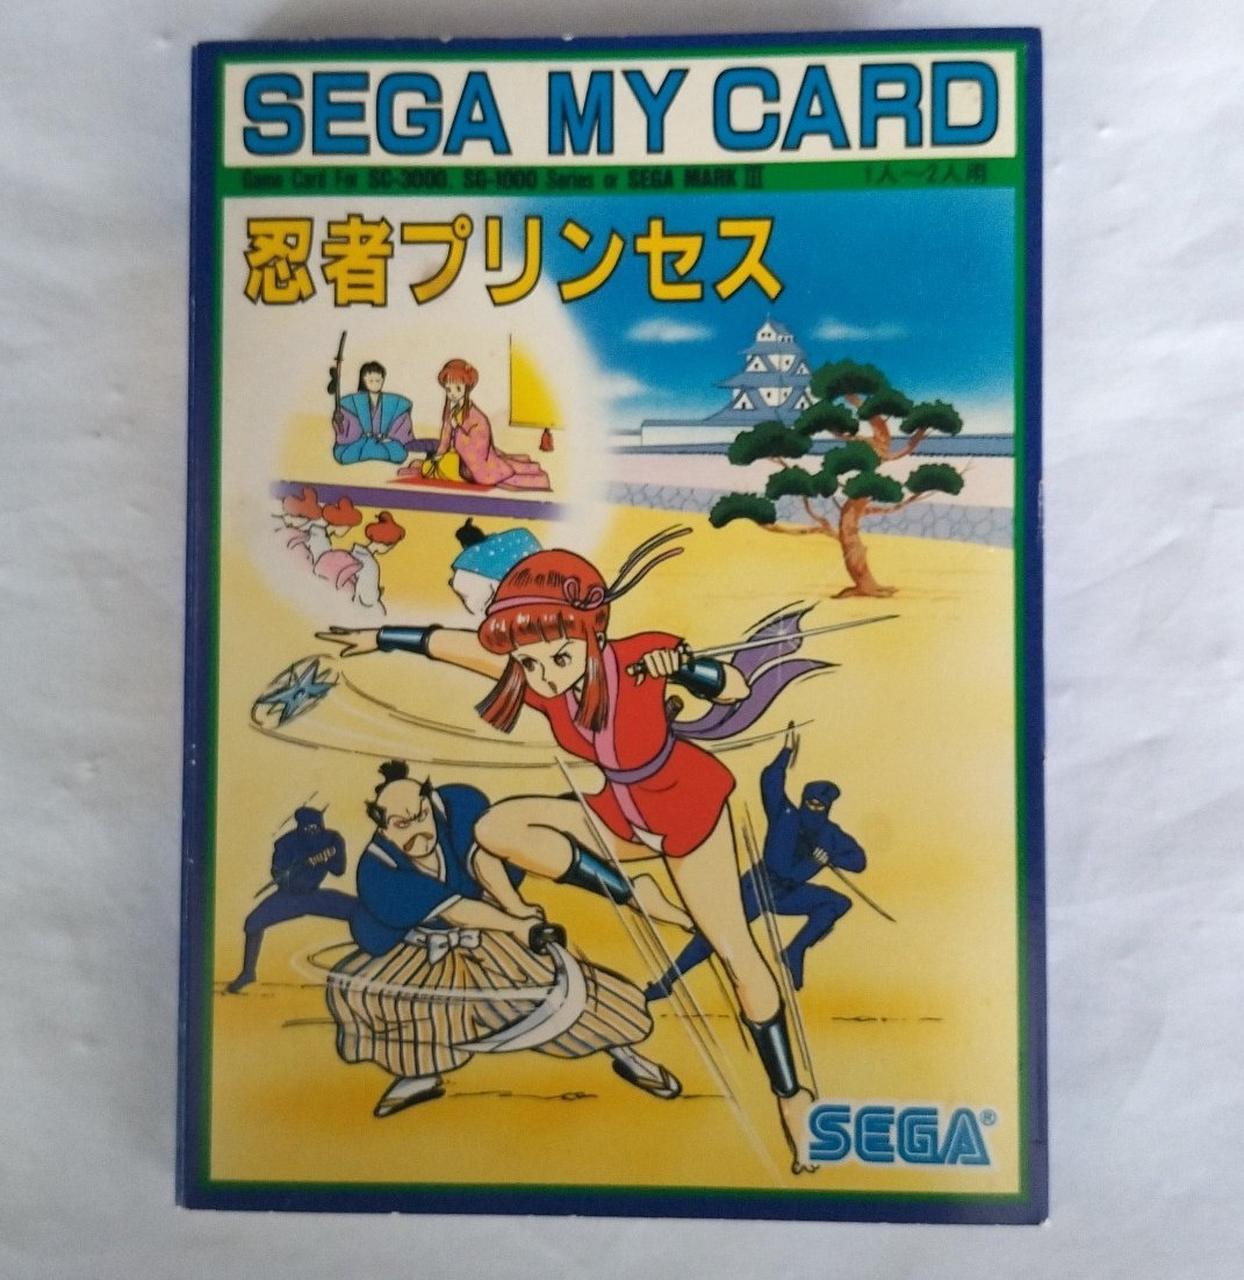 SEGA MY CARD
Game Card For SC-3000, SG-1000 Series or SEGA MARK III 1人〜2人用
忍者プリンセス
SEGA®